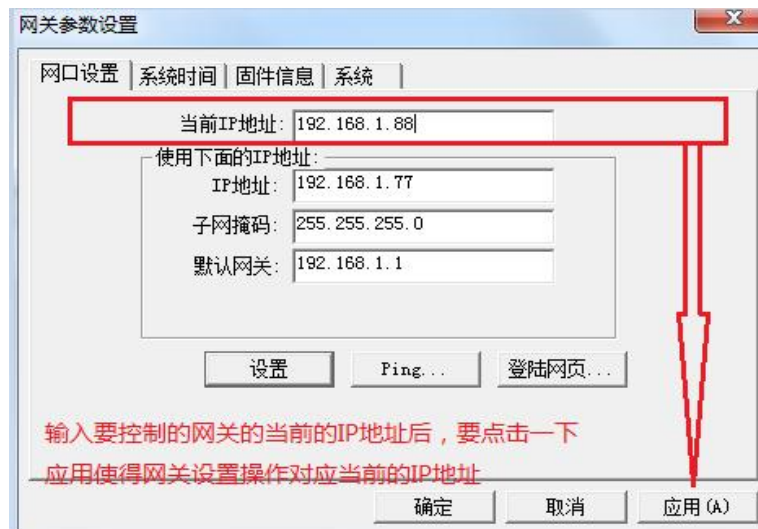 网关参数设置
网口设置 系统时间 固件信息 系统
当前IP地址: 192.168.1.88
使用下面的IP地址:
IP地址: 192.168.1.77
子网掩码: 255.255.255.0
默认网关: 192.168.1.1
设置 Ping... 登陆网页...
输入要控制的网关的当前的IP地址后，要点击一下
应用使得网关设置操作对应当前的IP地址
确定 取消 应用(A)